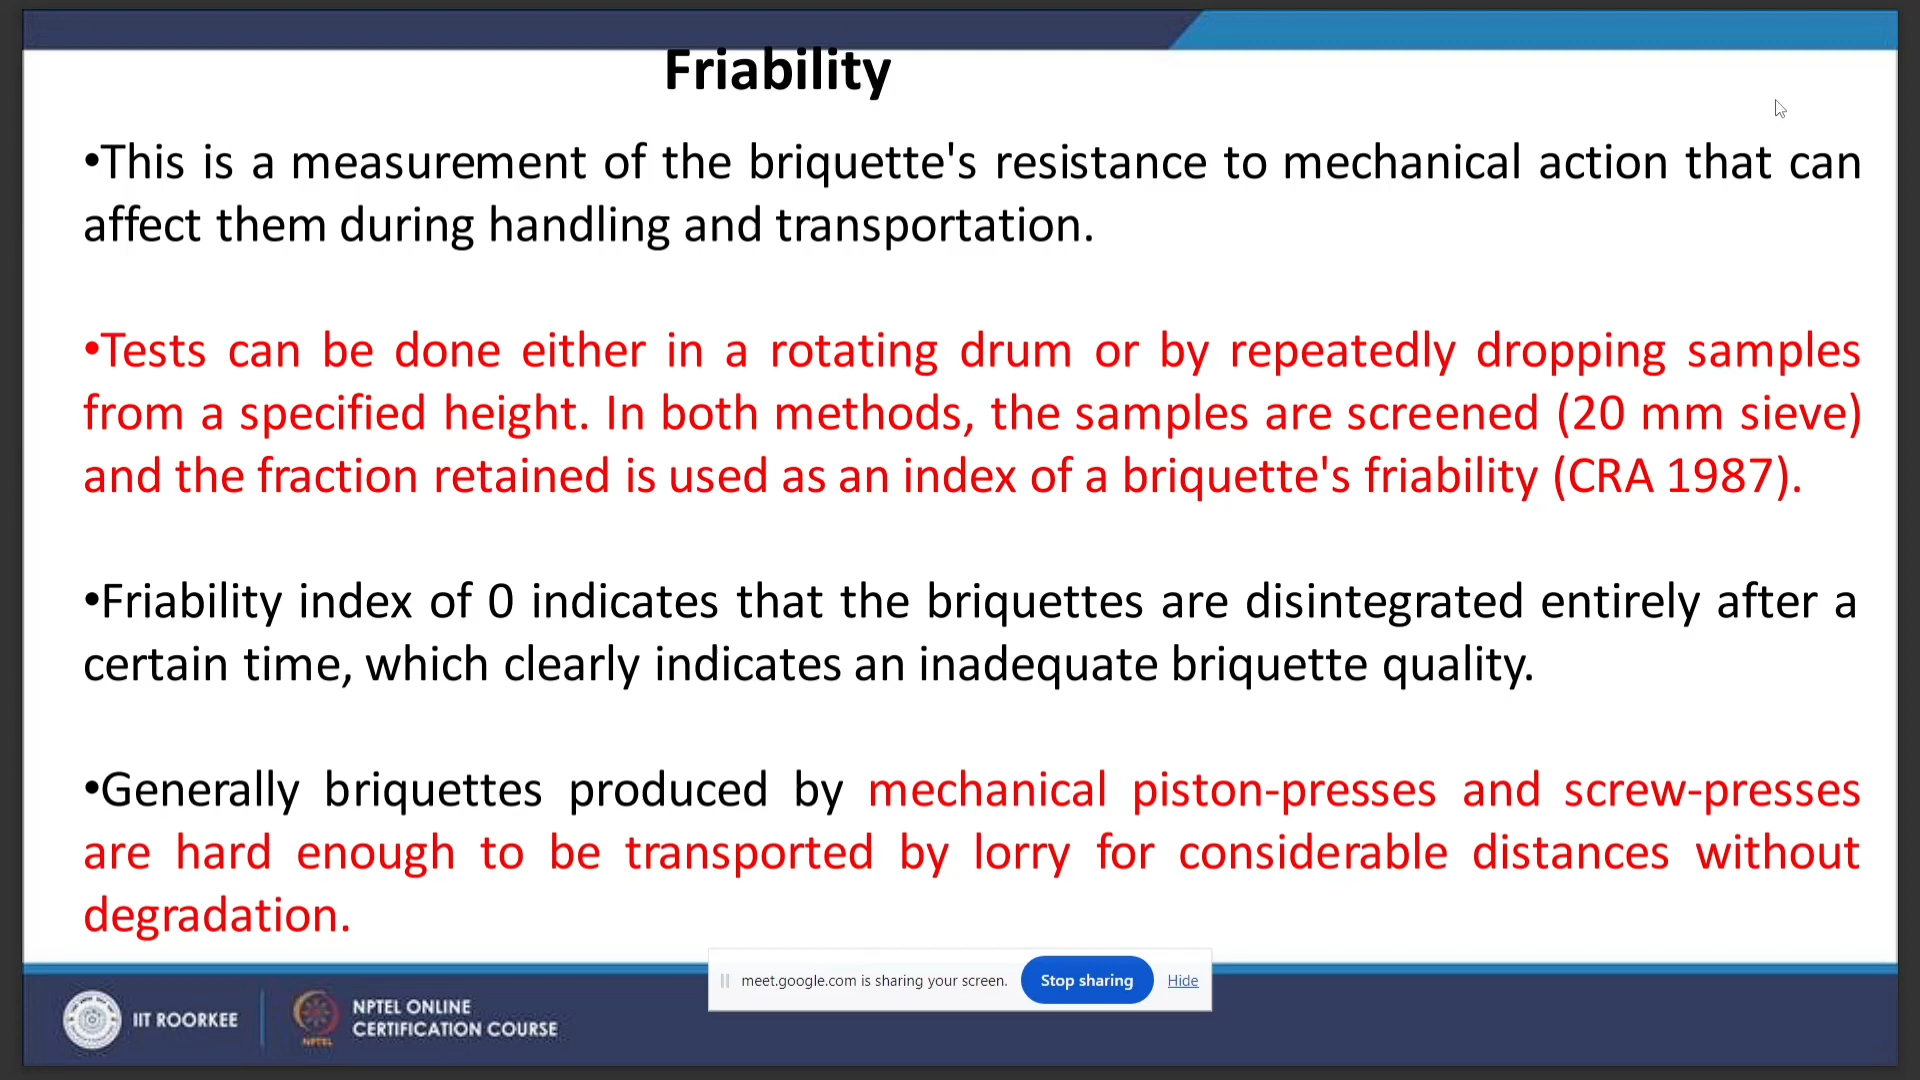 Friability
•This is a measurement of the briquette's resistance to mechanical action that can
affect them during handling and transportation.
•Tests can be done either in a rotating drum or by repeatedly dropping samples
from a specified height. In both methods, the samples are screened (20 mm sieve)
and the fraction retained is used as an index of a briquette's friability (CRA 1987).
•Friability index of 0 indicates that the briquettes are disintegrated entirely after a
certain time, which clearly indicates an inadequate briquette quality.
•Generally briquettes produced by mechanical piston-presses and screw-presses
are hard enough to be transported by lorry for considerable distances without
degradation.
meet.google.com is sharing your screen. Stop sharing Hide
IIT ROORKEE
NPTEL ONLINE
CERTIFICATION COURSE
NPTEL